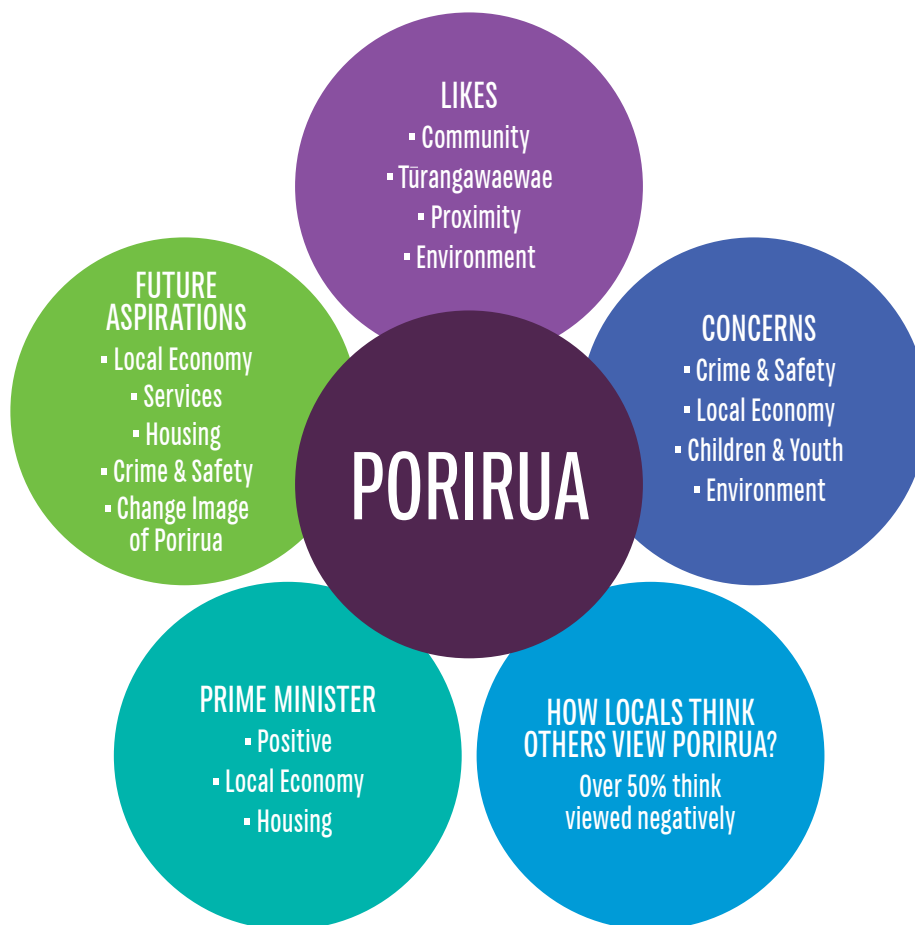 LIKES
▪ Community
▪ Tūrangawaewae
▪ Proximity
▪ Environment
FUTURE
ASPIRATIONS
▪ Local Economy
▪ Services
▪ Housing
▪ Crime & Safety
▪ Change Image
of Porirua
CONCERNS
▪ Crime & Safety
▪ Local Economy
▪ Children & Youth
▪ Environment
PORIRUA
PRIME MINISTER
▪ Positive
▪ Local Economy
▪ Housing
HOW LOCALS THINK
OTHERS VIEW PORIRUA?
Over 50% think
viewed negatively